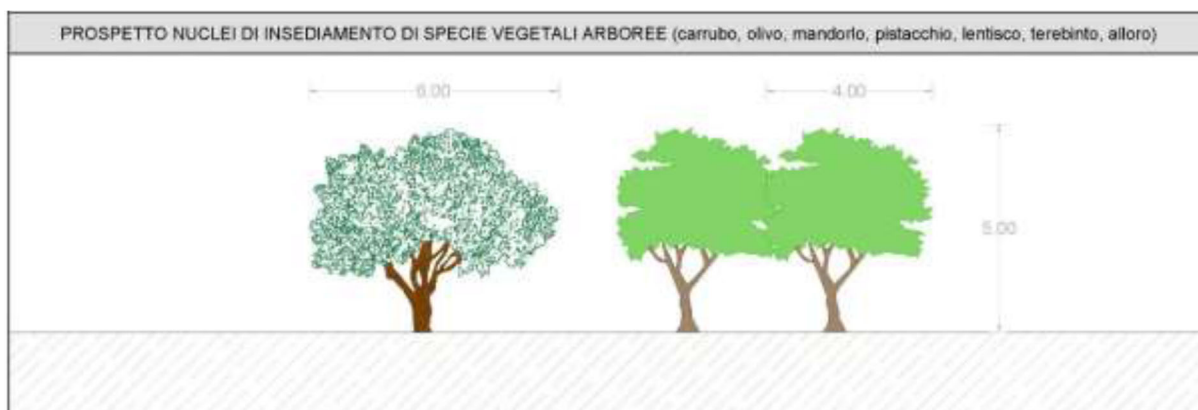 PROSPETTO NUCLEI DI INSEDIAMENTO DI SPECIE VEGETALI ARBOREE (carrubo, olivo, mandorlo, pistacchio, lentisco, terebinto, alloro)
6.00
4.00
5.00